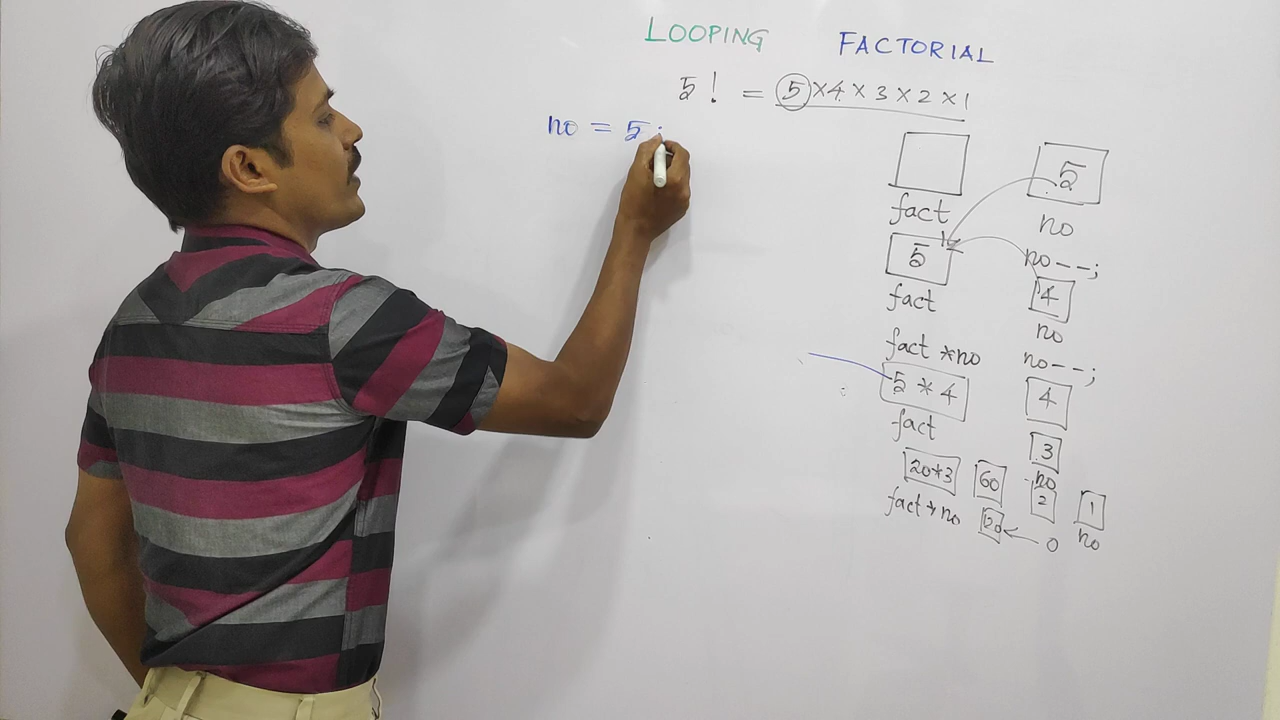 LOOPING FACTORIAL
5! = 5 × 4 × 3 × 2 × 1
no = 5;
5
fact no
no--;
5 4
fact no
fact *no no--;
5 * 4 4
fact
3
20*3 60 no
2 1
fact*no 120 no
0